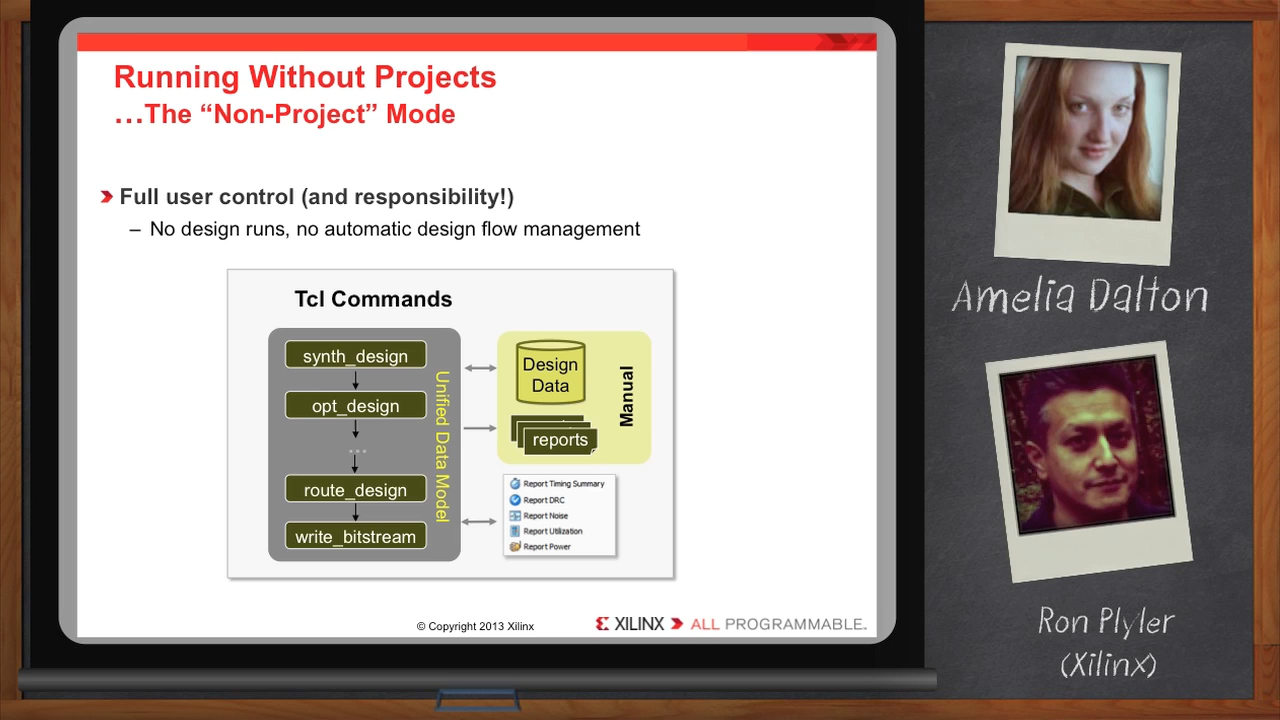 Running Without Projects
…The “Non-Project” Mode
Full user control (and responsibility!)
– No design runs, no automatic design flow management
Tcl Commands
synth_design
opt_design
...
route_design
write_bitstream
Unified Data Model
Design
Data
reports
Manual
Report Timing Summary
Report DRC
Report Noise
Report Utilization
Report Power
© Copyright 2013 Xilinx
XILINX ALL PROGRAMMABLE.
Amelia Dalton
Ron Plyler
(Xilinx)